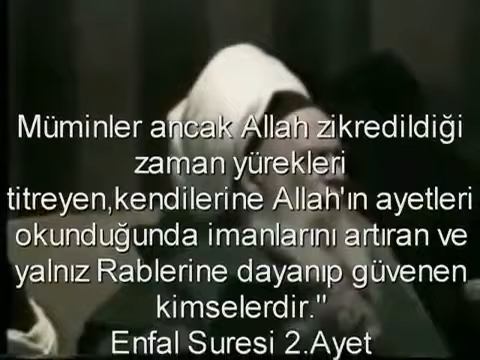 Müminler ancak Allah zikredildiği
zaman yürekleri
titreyen,kendilerine Allah'ın ayetleri
okunduğunda imanlarını artıran ve
yalnız Rablerine dayanıp güvenen
kimselerdir."
Enfal Suresi 2.Ayet